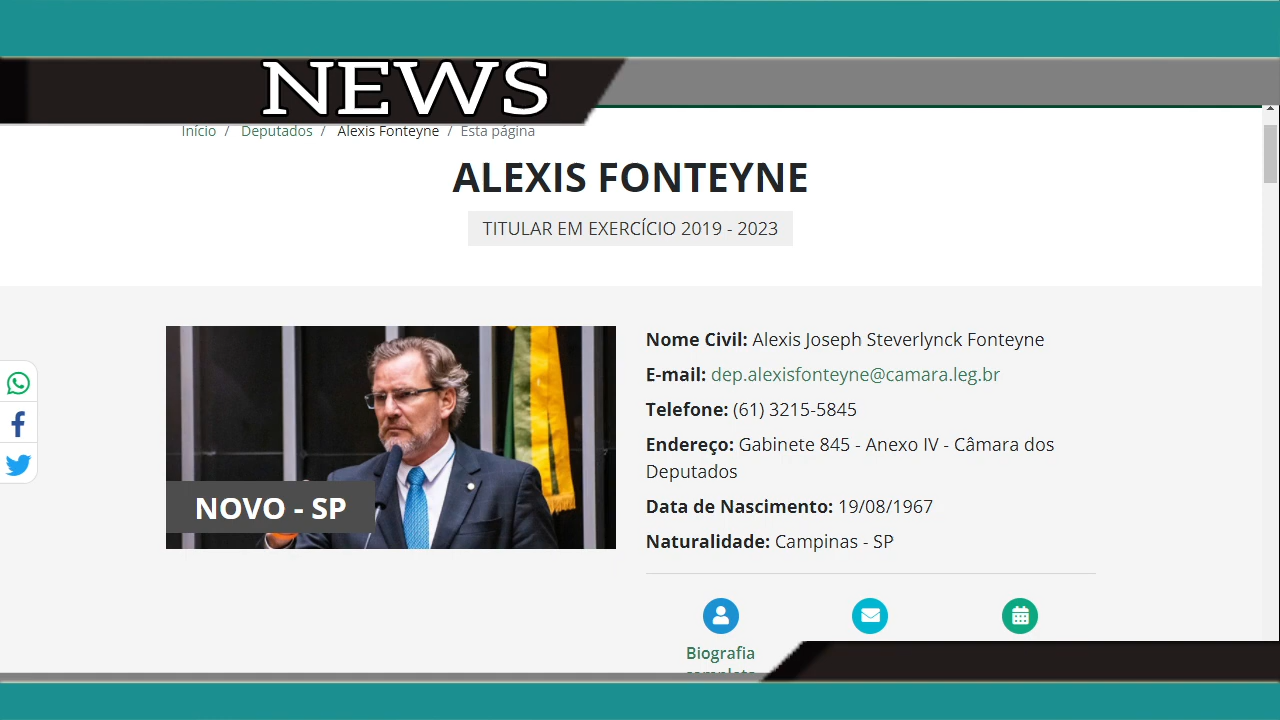 NEWS
Início / Deputados / Alexis Fonteyne / Esta página
ALEXIS FONTEYNE
TITULAR EM EXERCÍCIO 2019 - 2023
NOVO - SP
Nome Civil: Alexis Joseph Steverlynck Fonteyne
E-mail: dep.alexisfonteyne@camara.leg.br
Telefone: (61) 3215-5845
Endereço: Gabinete 845 - Anexo IV - Câmara dos
Deputados
Data de Nascimento: 19/08/1967
Naturalidade: Campinas - SP
Biografia